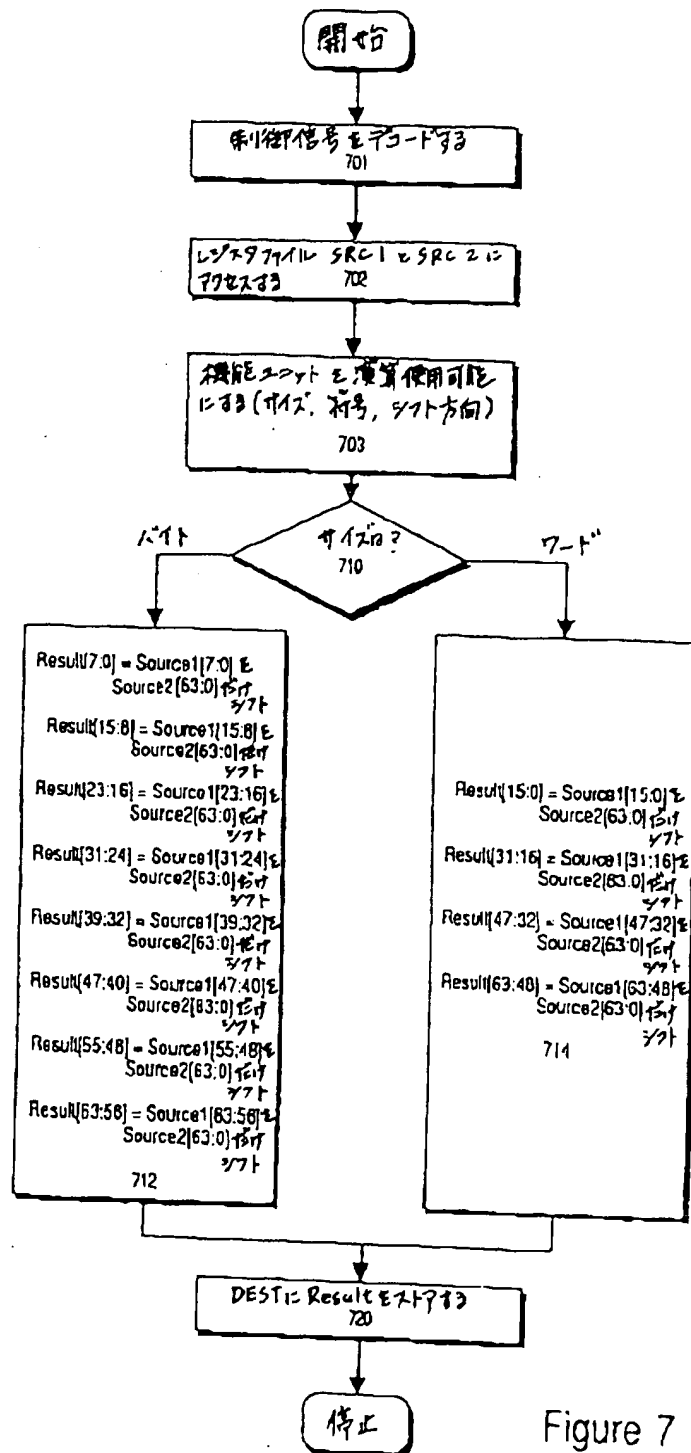 開始
制御信号をデコードする
701
レジスタファイル SRC1 と SRC2 に
アクセスする 702
機能ユニットを演算使用可能
にする(サイズ, 符号, シフト方向)
703
バイト
サイズは?
710
ワード
Result[7:0] = Source1[7:0] を
Source2[63:0] だけ
シフト
Result[15:8] = Source1[15:8] を
Source2[63:0] だけ
シフト
Result[23:16] = Source1[23:16] を
Source2[63:0] だけ
シフト
Result[31:24] = Source1[31:24] を
Source2[63:0] だけ
シフト
Result[39:32] = Source1[39:32] を
Source2[63:0] だけ
シフト
Result[47:40] = Source1[47:40] を
Source2[63:0] だけ
シフト
Result[55:48] = Source1[55:48] を
Source2[63:0] だけ
シフト
Result[63:56] = Source1[63:56] を
Source2[63:0] だけ
シフト
712
Result[15:0] = Source1[15:0] を
Source2[63:0] だけ
シフト
Result[31:16] = Source1[31:16] を
Source2[63:0] だけ
シフト
Result[47:32] = Source1[47:32] を
Source2[63:0] だけ
シフト
Result[63:48] = Source1[63:48] を
Source2[63:0] だけ
シフト
714
DESTに Resultをストアする
720
停止
Figure 7